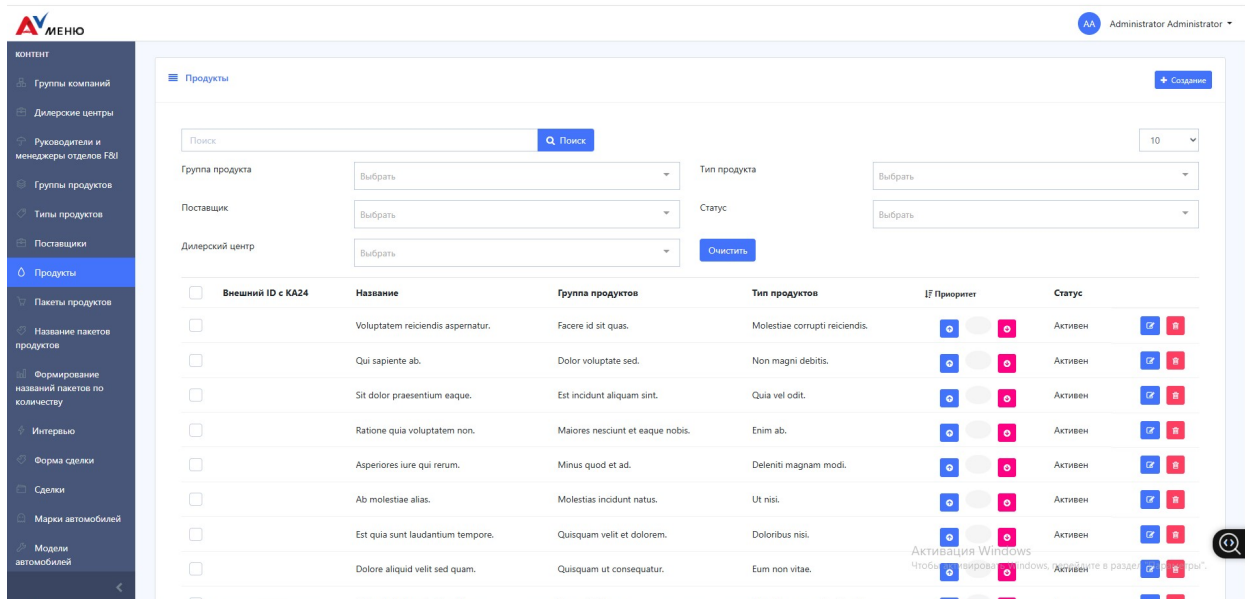 АV МЕНЮ
AA Administrator Administrator
КОНТЕНТ
Группы компаний
Дилерские центры
Руководители и
менеджеры отделов F&I
Группы продуктов
Типы продуктов
Поставщики
Продукты
Пакеты продуктов
Название пакетов
продуктов
Формирование
названий пакетов по
количеству
Интервью
Форма сделки
Сделки
Марки автомобилей
Модели
автомобилей
Продукты
Создание
Поиск Поиск 10
Группа продукта Выбрать Тип продукта Выбрать
Поставщик Выбрать Статус Выбрать
Дилерский центр Выбрать Очистить
Внешний ID с КА24 Название Группа продуктов Тип продуктов Приоритет Статус
Voluptatem reiciendis aspernatur. Facere id sit quas. Molestiae corrupti reiciendis. Активен
Qui sapiente ab. Dolor voluptate sed. Non magni debitis. Активен
Sit dolor praesentium eaque. Est incidunt aliquam sint. Quia vel odit. Активен
Ratione quia voluptatem non. Maiores nesciunt et eaque nobis. Enim ab. Активен
Asperiores iure qui rerum. Minus quod et ad. Deleniti magnam modi. Активен
Ab molestiae alias. Molestias incidunt natus. Ut nisi. Активен
Est quia sunt laudantium tempore. Quisquam velit et dolorem. Doloribus nisi. Активен
Dolore aliquid velit sed quam. Quisquam ut consequatur. Eum non vitae. Активен
Активация Windows
Windows, перейдите в раздел